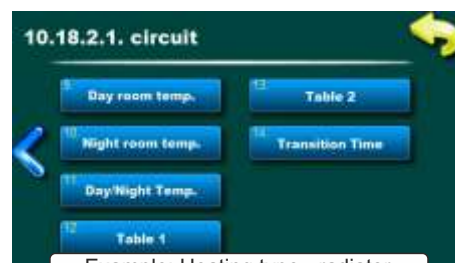 10.18.2.1. circuit
9
Day room temp.
10
Night room temp.
11
Day/Night Temp.
12
Table 1
13
Table 2
14
Transition Time
Example: Heating type - radiator